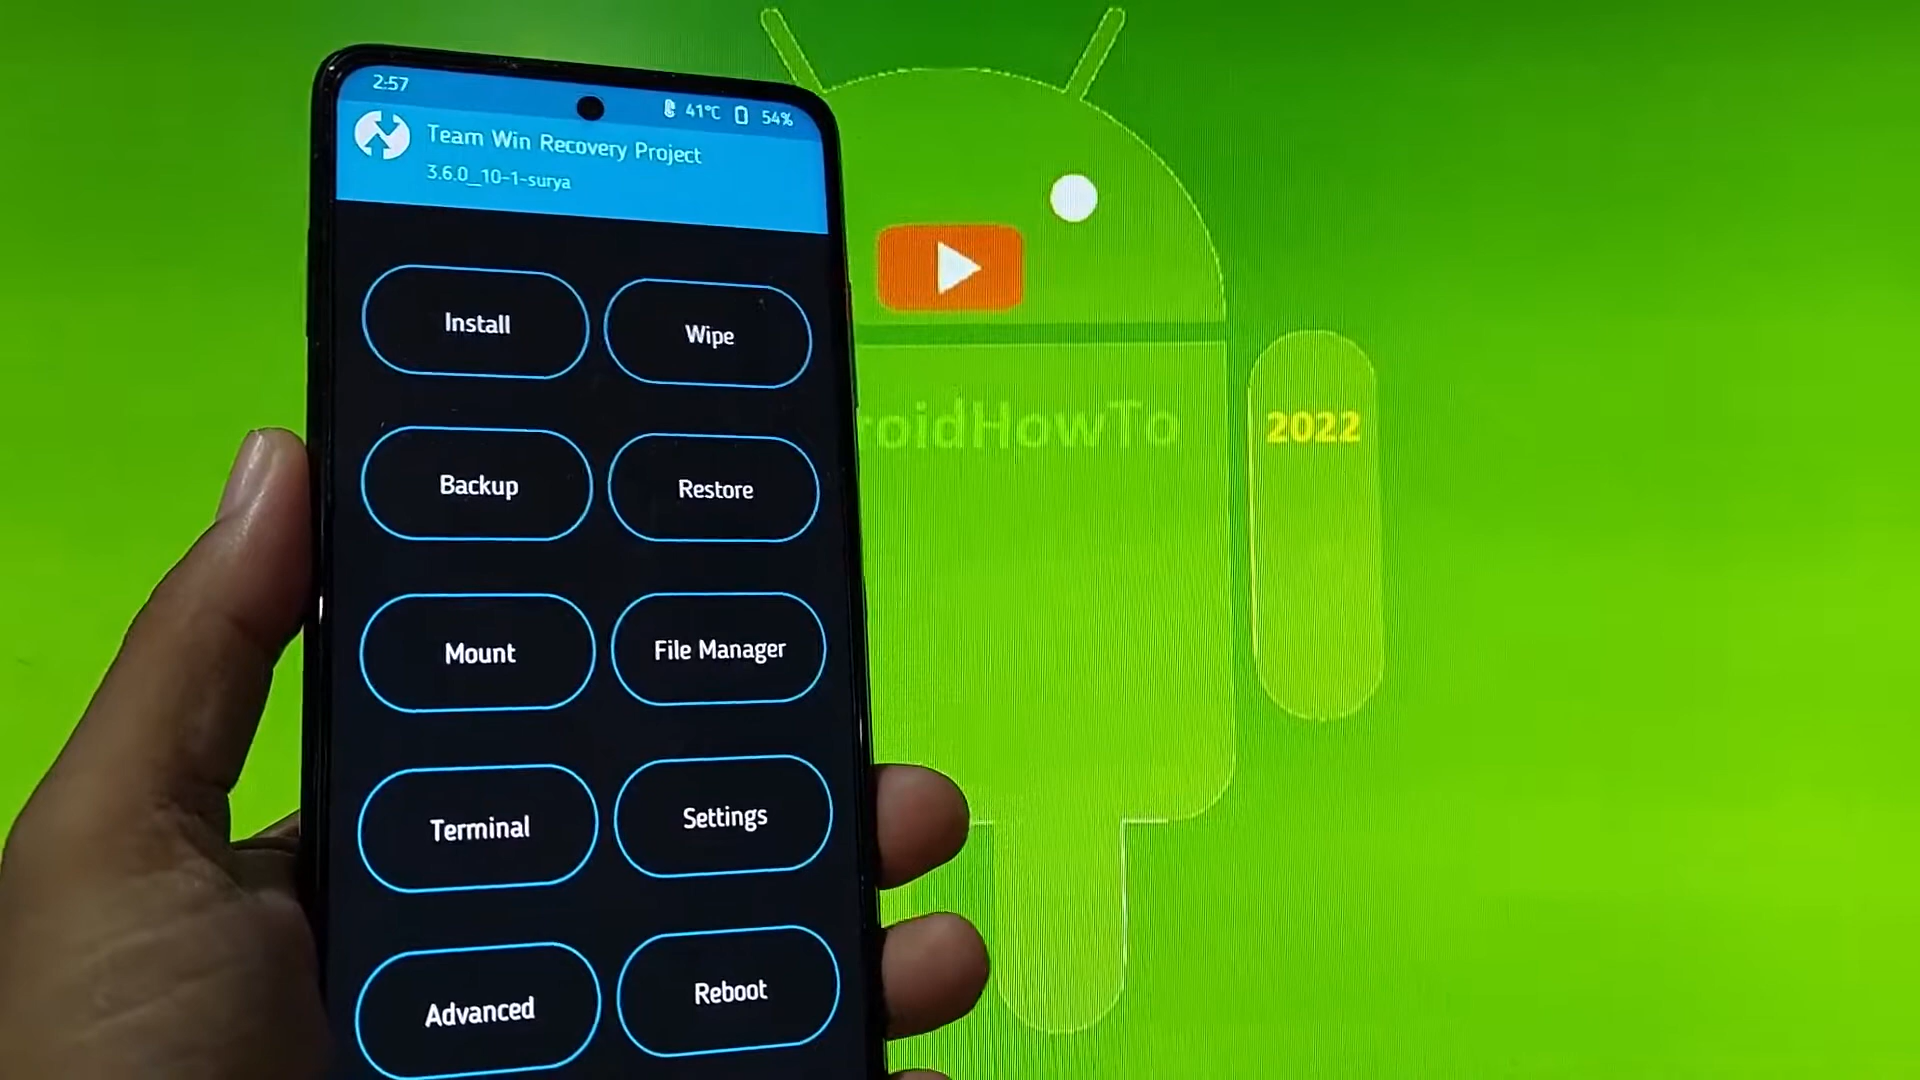 2:57
41°C 54%
Team Win Recovery Project
3.6.0_10-1-surya
Install
Wipe
Backup
Restore
Mount
File Manager
Terminal
Settings
Advanced
Reboot
roidHowTo
2022